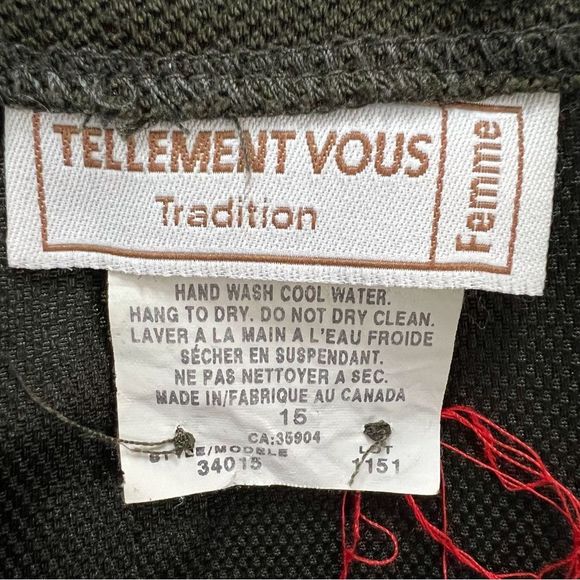 TELLEMENT VOUS
Tradition
Femme
HAND WASH COOL WATER.
HANG TO DRY. DO NOT DRY CLEAN.
LAVER A LA MAIN A L'EAU FROIDE
SÉCHER EN SUSPENDANT.
NE PAS NETTOYER A SEC.
MADE IN/FABRIQUE AU CANADA
15
CA:35904
STYLE/MODELE LOT
34015 1151